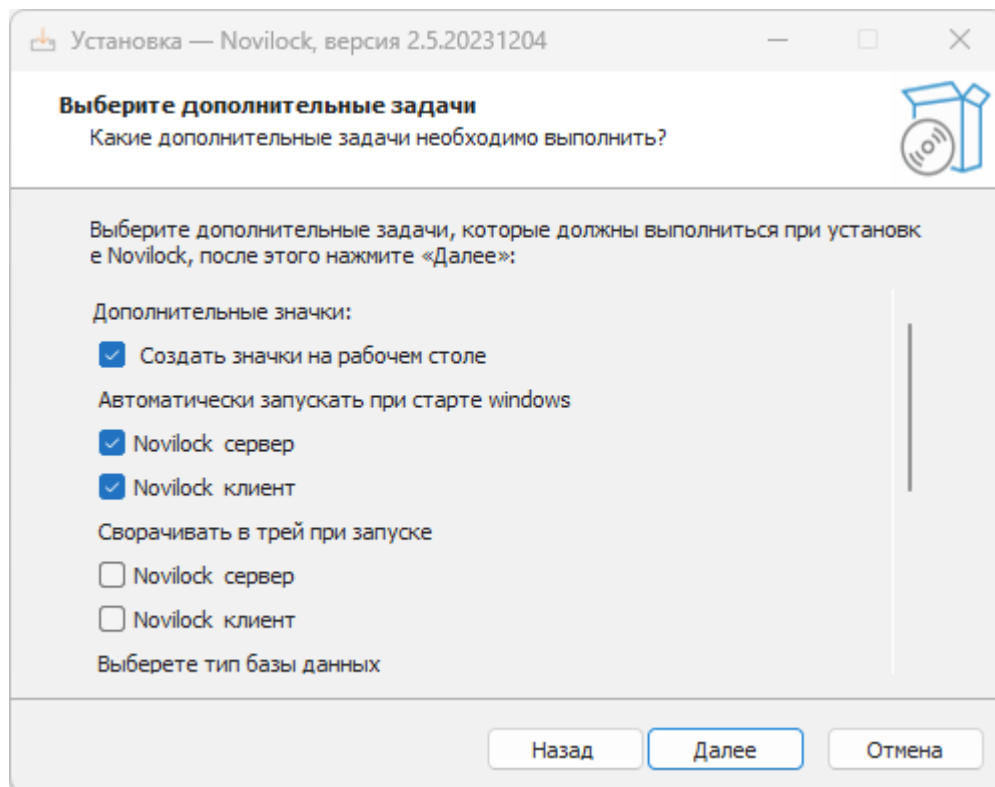 Установка — Novilock, версия 2.5.20231204
Выберите дополнительные задачи
Какие дополнительные задачи необходимо выполнить?
Выберите дополнительные задачи, которые должны выполниться при установк
е Novilock, после этого нажмите «Далее»:
Дополнительные значки:
Создать значки на рабочем столе
Автоматически запускать при старте windows
Novilock сервер
Novilock клиент
Сворачивать в трей при запуске
Novilock сервер
Novilock клиент
Выберете тип базы данных
Назад Далее Отмена